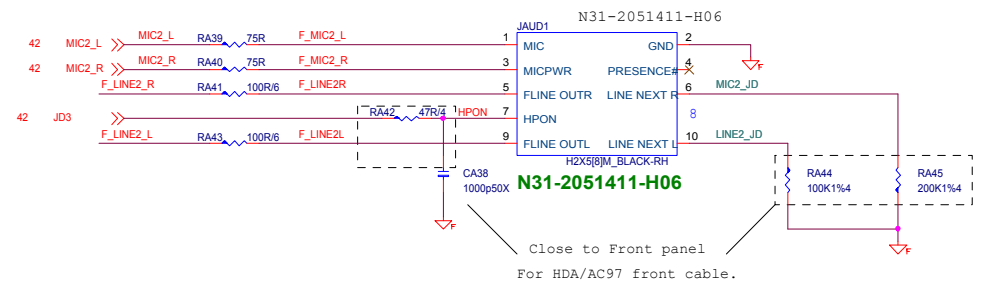 N31-2051411-H06
JAUD1
42 MIC2_L RA39 75R F_MIC2_L 1 MIC GND 2
F
42 MIC2_R MIC2_R RA40 75R F_MIC2_R 3 MICPWR PRESENCE# 4
F_LINE2_R RA41 100R/6 F_LINE2R 5 FLINE OUTR LINE NEXT R 6 MIC2_JD
42 JD3 RA42 47R/4 HPON 7 HPON 8
F_LINE2_L RA43 100R/6 F_LINE2L 9 FLINE OUTL LINE NEXT L 10 LINE2_JD
H2X5[8]M_BLACK-RH
MIC2_L
CA38
1000p50X
N31-2051411-H06
RA44
100K1%4
RA45
200K1%4
F
F
Close to Front panel
For HDA/AC97 front cable.